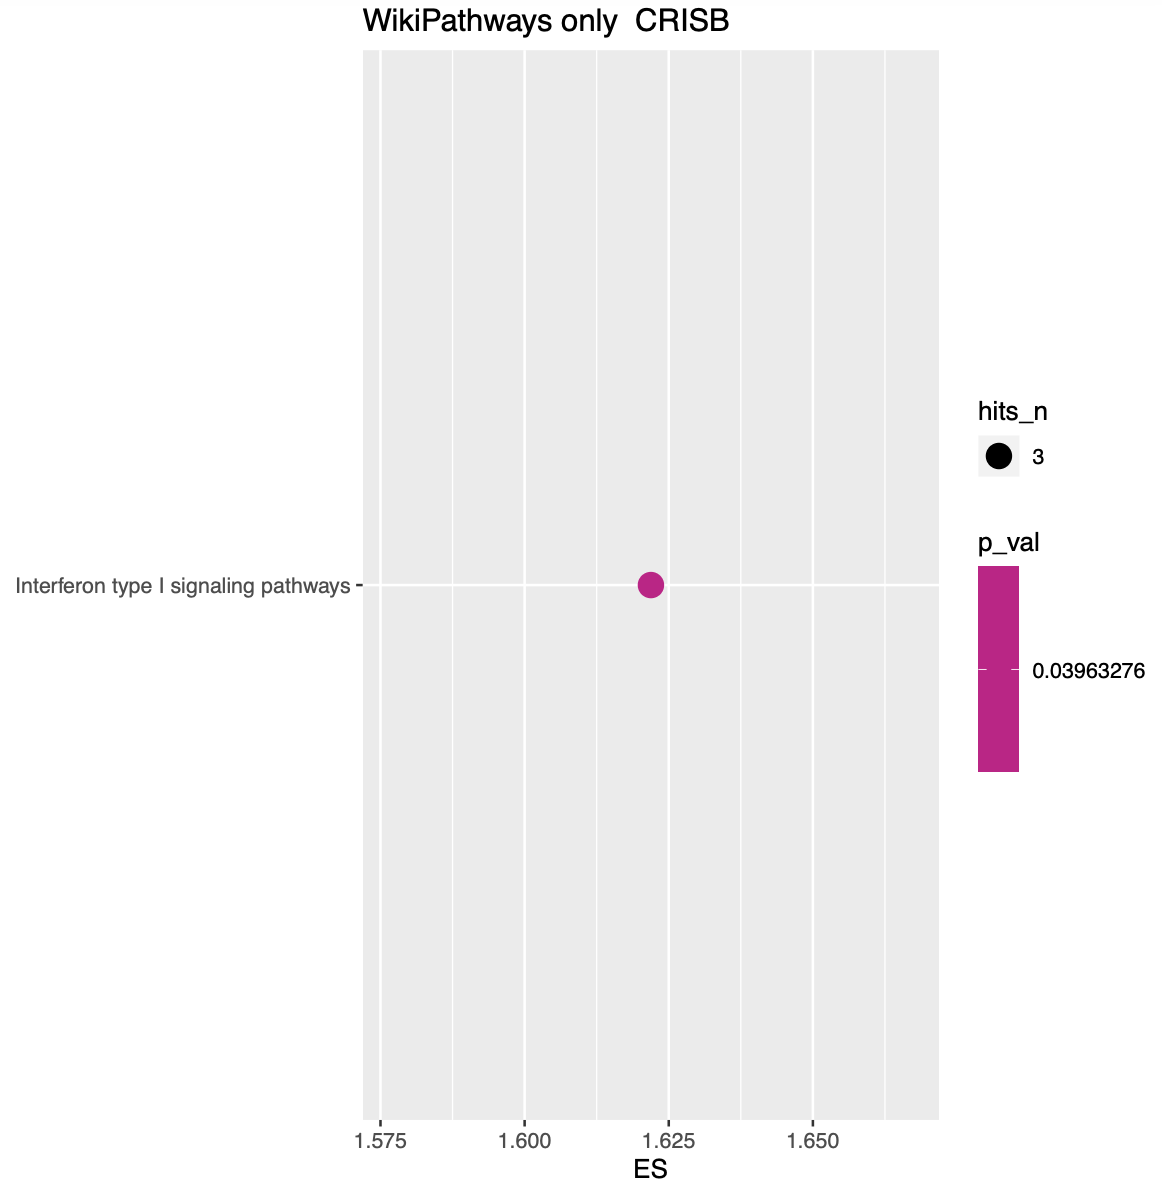 WikiPathways only  CRISB
Interferon type I signaling pathways
1.575
1.600
1.625
1.650
ES
hits_n
3
p_val
0.03963276